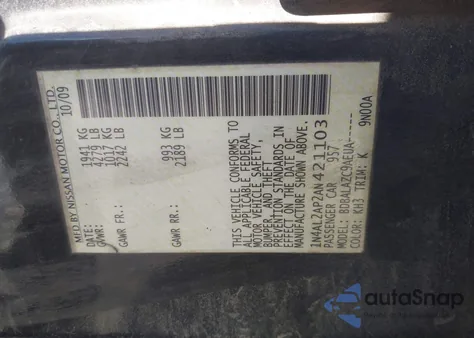 MFD BY NISSAN MOTOR CO., LTD.
10/09
1941 KG
4279 LB
1017 KG
GAWR FR: 2242 LB
993 KG
GAWR RR: 2189 LB
THIS VEHICLE CONFORMS TO
ALL APPLICABLE FEDERAL
MOTOR VEHICLE SAFETY,
BUMPER, AND THEFT
PREVENTION STANDARDS IN
EFFECT ON THE DATE OF
MANUFACTURE SHOWN ABOVE.
1N4AL2AP2AN421103
PASSENGER CAR 957
MODEL: BDBALAZC9AEUA----
COLOR: KH3 TRIM: K
9N00A
autoSnap